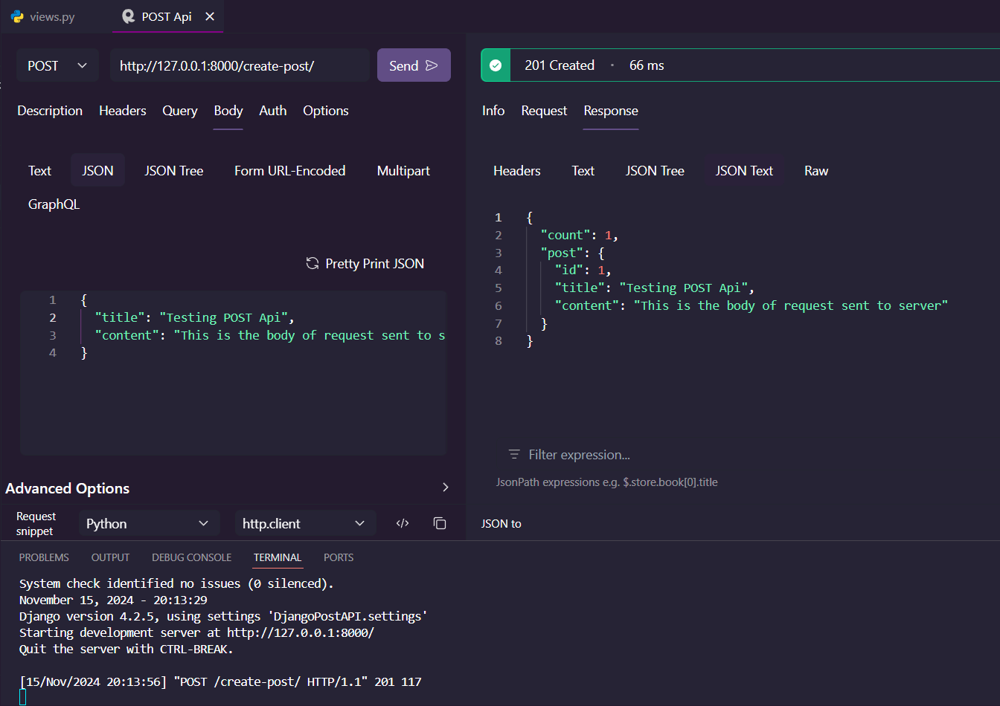 views.py
POST Api
POST
http://127.0.0.1:8000/create-post/
Send
Description Headers Query Body Auth Options
Text JSON JSON Tree Form URL-Encoded Multipart
GraphQL
Pretty Print JSON
1 {
2 "title": "Testing POST Api",
3 "content": "This is the body of request sent to s
4 }
Advanced Options
Request
snippet
Python
http.client
201 Created · 66 ms
Info Request Response
Headers Text JSON Tree JSON Text Raw
1 {
2 "count": 1,
3 "post": {
4 "id": 1,
5 "title": "Testing POST Api",
6 "content": "This is the body of request sent to server"
7 }
8 }
Filter expression...
JsonPath expressions e.g. $.store.book[0].title
JSON to
PROBLEMS OUTPUT DEBUG CONSOLE TERMINAL PORTS
System check identified no issues (0 silenced).
November 15, 2024 - 20:13:29
Django version 4.2.5, using settings 'DjangoPostAPI.settings'
Starting development server at http://127.0.0.1:8000/
Quit the server with CTRL-BREAK.
[15/Nov/2024 20:13:56] "POST /create-post/ HTTP/1.1" 201 117